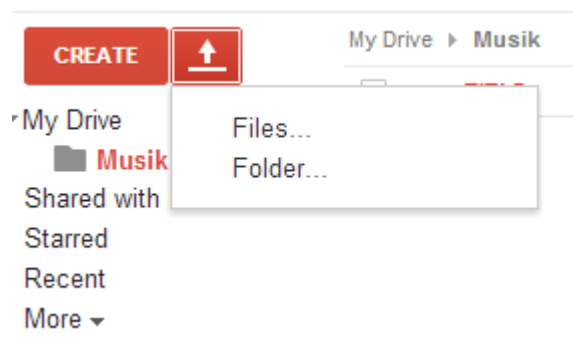 CREATE
My Drive ▸ Musik
My Drive
Files...
Musik
Folder...
Shared with
Starred
Recent
More